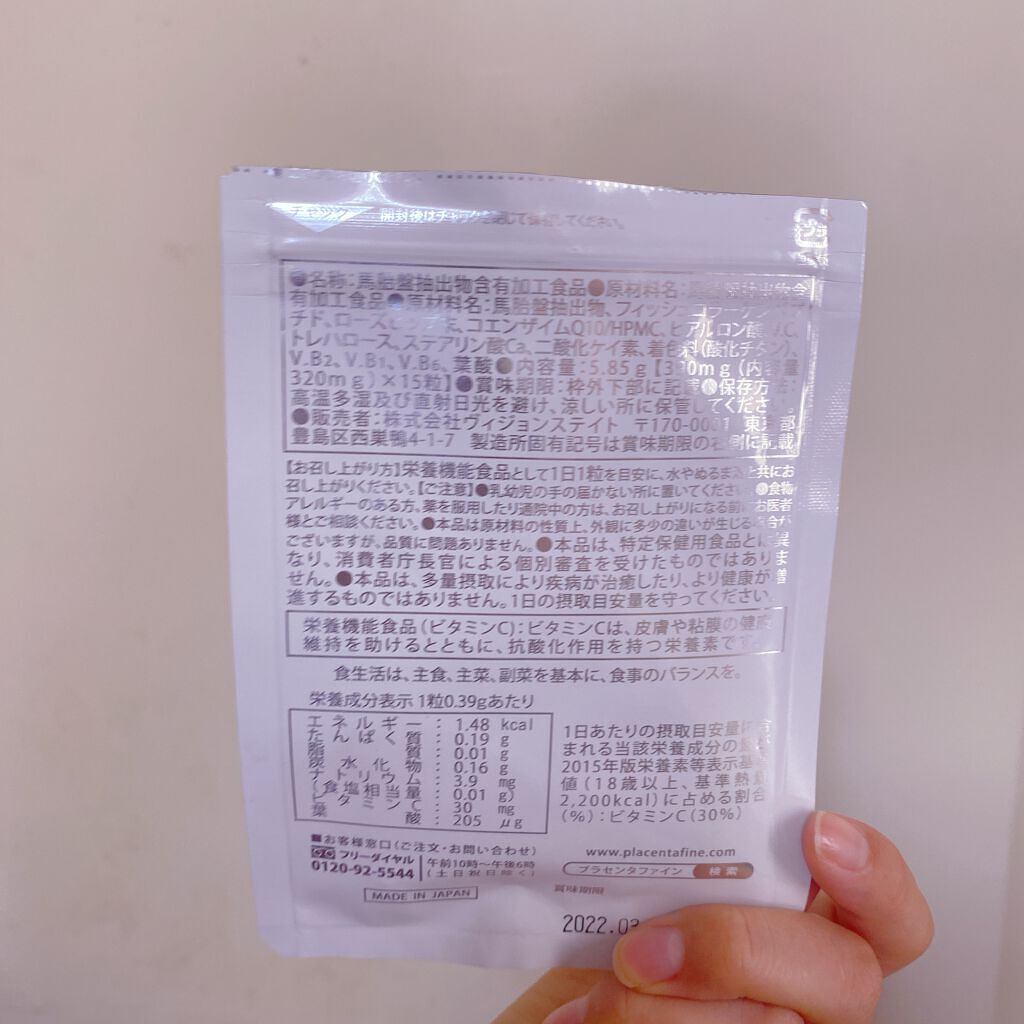 チャック 開封後はチャックを閉じて保管してください。
プラ
●名称:馬胎盤抽出物含有加工食品●原材料名:馬胎盤抽出物含
有加工食品●原材料名:馬胎盤抽出物、フィッシュコラーゲン
チド、ローズヒップ末、コエンザイムQ10/HPMC、ヒアルロン酸、V.C、
トレハロース、ステアリン酸Ca、二酸化ケイ素、着色料(酸化チタン)、
V.B2、V.B1、V.B6、葉酸●内容量:5.85g【390mg(内容量
320mg)×15粒】●賞味期限:枠外下部に記載●保存方法:
高温多湿及び直射日光を避け、涼しい所に保管してください。
●販売者:株式会社ヴィジョンステイト 〒170-0001 東京都
豊島区西巣鴨4-1-7 製造所固有記号は賞味期限の右側に記載
【お召し上がり方】栄養機能食品として1日1粒を目安に、水やぬるま湯と共にお
召し上がりください。【ご注意】●乳幼児の手の届かない所に置いてください。●食物
アレルギーのある方、薬を服用したり通院中の方は、お召し上がりになる前にお医者
様とご相談ください。●本品は原材料の性質上、外観に多少の違いが生じる場合が
ございますが、品質に問題ありません。●本品は、特定保健用食品とは異
なり、消費者庁長官による個別審査を受けたものではありま
せん。●本品は、多量摂取により疾病が治癒したり、より健康が増
進するものではありません。1日の摂取目安量を守ってください。
栄養機能食品(ビタミンC):ビタミンCは、皮膚や粘膜の健康
維持を助けるとともに、抗酸化作用を持つ栄養素です。
食生活は、主食、主菜、副菜を基本に、食事のバランスを。
栄養成分表示 1粒0.39gあたり
エネルギー:1.48 kcal
たんぱく質:0.19 g
脂質:0.01 g
炭水化物:0.16 g
ナトリウム:3.9 mg
(食塩相当量:0.01 g)
ビタミンC:30 mg
葉酸:205 μg
1日あたりの摂取目安量に含
まれる当該栄養成分の量
2015年版栄養素等表示基準
値(18歳以上、基準熱量
2,200kcal)に占める割合
(%):ビタミンC(30%)
■お客様窓口(ご注文・お問い合わせ)
フリーダイヤル
0120-92-5544
午前10時〜午後6時
(土日祝日除く)
MADE IN JAPAN
www.placentafine.com
プラセンタファイン 検索
賞味期限
2022.03